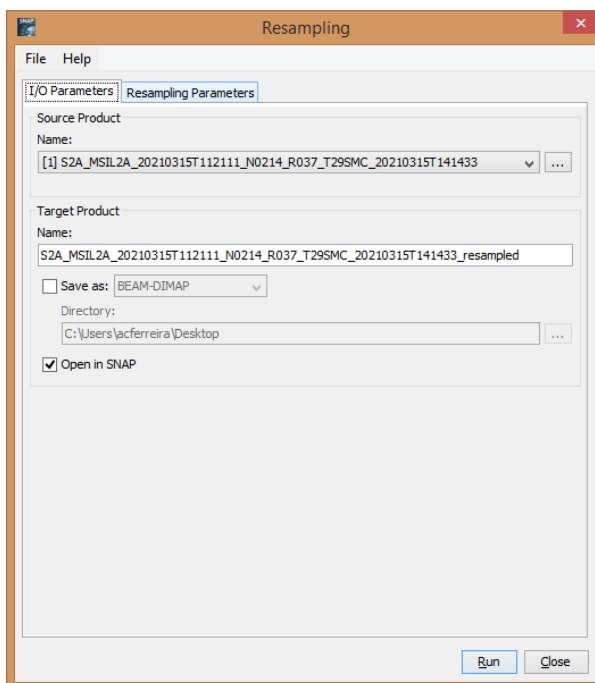 SNAP
Resampling
File Help
I/O Parameters Resampling Parameters
Source Product
Name:
[1] S2A_MSIL2A_20210315T112111_N0214_R037_T29SMC_20210315T141433 ...
Target Product
Name:
S2A_MSIL2A_20210315T112111_N0214_R037_T29SMC_20210315T141433_resampled
Save as: BEAM-DIMAP
Directory:
C:\Users\acferreira\Desktop ...
Open in SNAP
Run Close